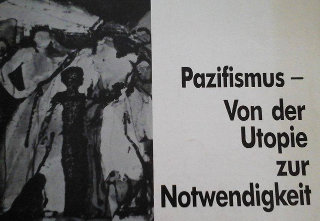 Pazifismus –
Von der
Utopie
zur
Notwendigkeit